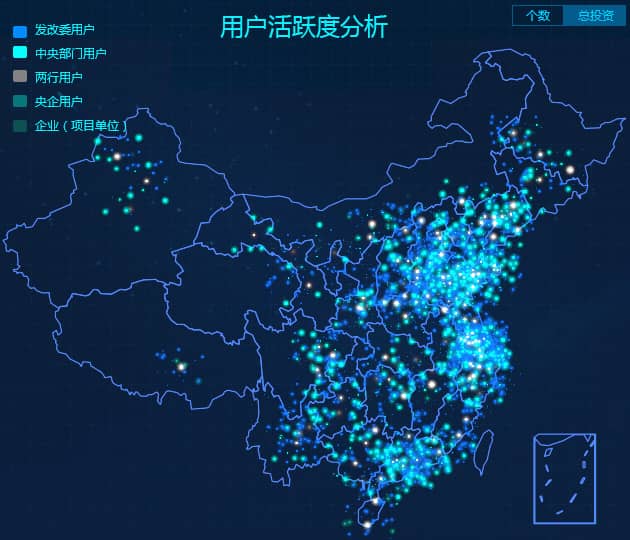 用户活跃度分析
个数 总投资
发改委用户
中央部门用户
两行用户
央企用户
企业（项目单位）